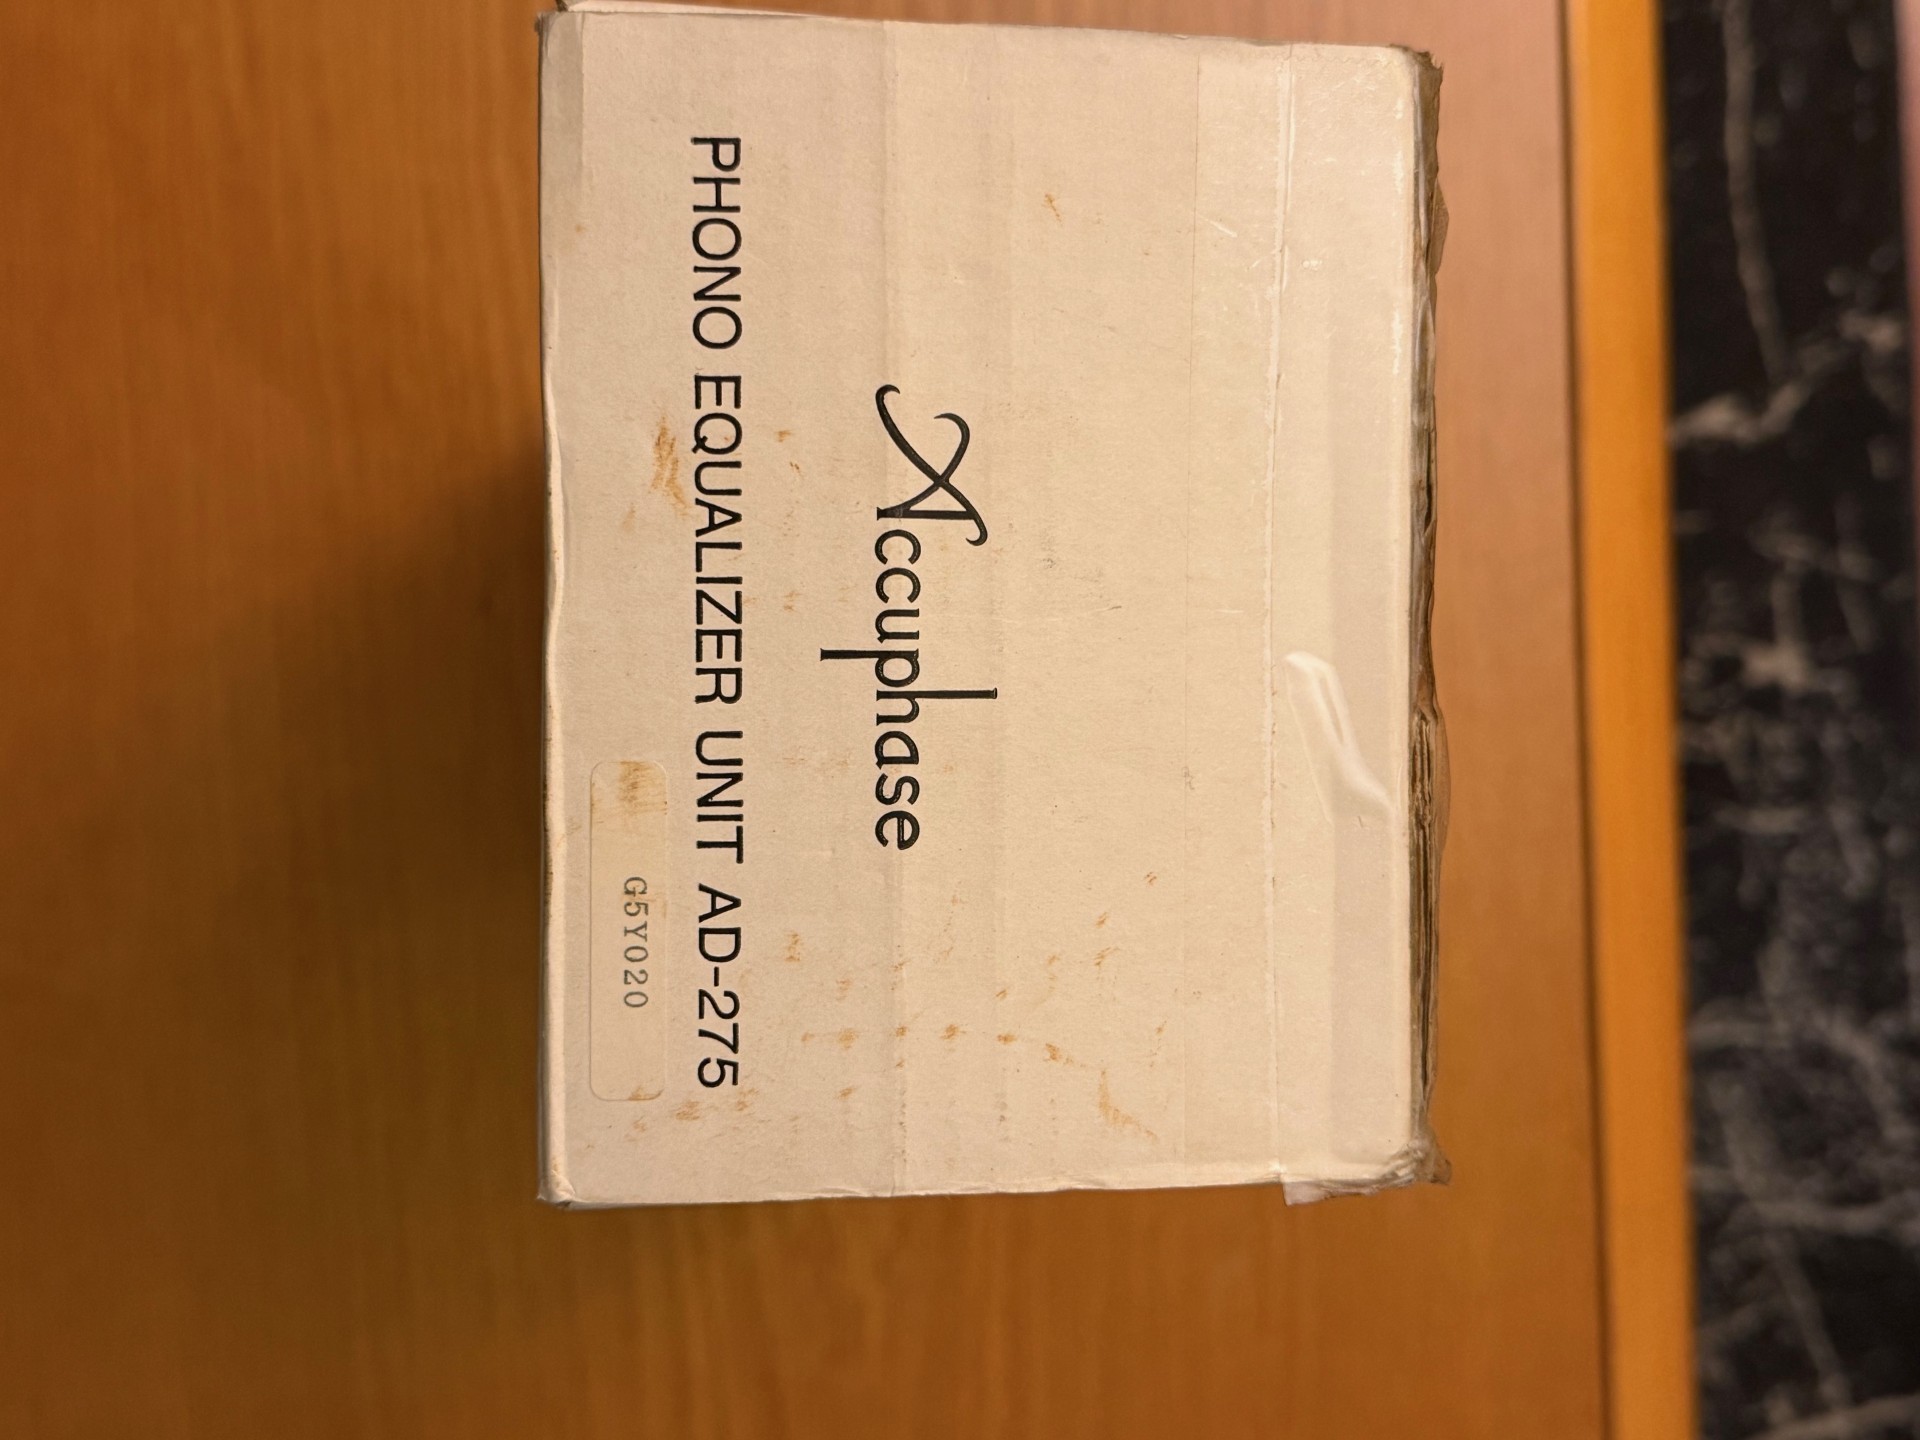 Accuphase
PHONO EQUALIZER UNIT AD-275
G5Y020